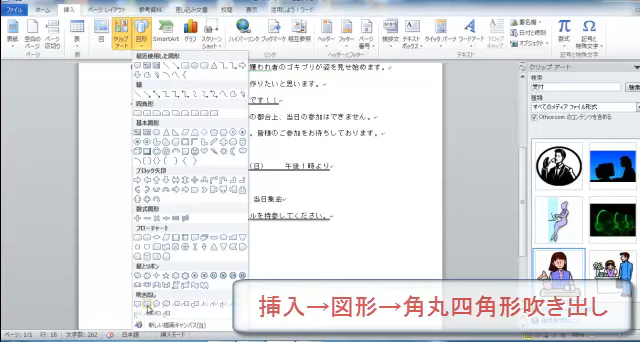 ファイル ホーム 挿入 ページ レイアウト 参考資料 差し込み文書 校閲 表示 活用しよう!ワード
表紙 空白のページ ページ区切り 表 図 クリップアート 図形 SmartArt グラフ スクリーンショット ハイパーリンク ブックマーク 相互参照 ヘッダー フッター ページ番号 挨拶文 テキストボックス クイック パーツ ワードアート ドロップキャップ 署名欄 日付と時刻 オブジェクト 数式 記号と特殊文字
ページ 表 ヘッダーとフッター テキスト 記号と特殊文字
最近使用した図形
線
四角形
基本図形
ブロック矢印
数式図形
フローチャート
星とリボン
吹き出し
新しい描画キャンバス(N)
嫌われ者のゴキブリが姿を見せ始めます。
作りたいと思います。
です!!
の都合上、当日の参加はできません。
。皆様のご参加をお待ちしております。
(日) 午後1時より
当日集金
ルを持参してください。
クリップ アート
検索:
受付
種類:
すべてのメディア ファイル形式
Office.com のコンテンツを含める
検索
挿入→図形→角丸四角形吹き出し
ページ: 1/1 行: 18 文字数: 262 日本語 挿入モード